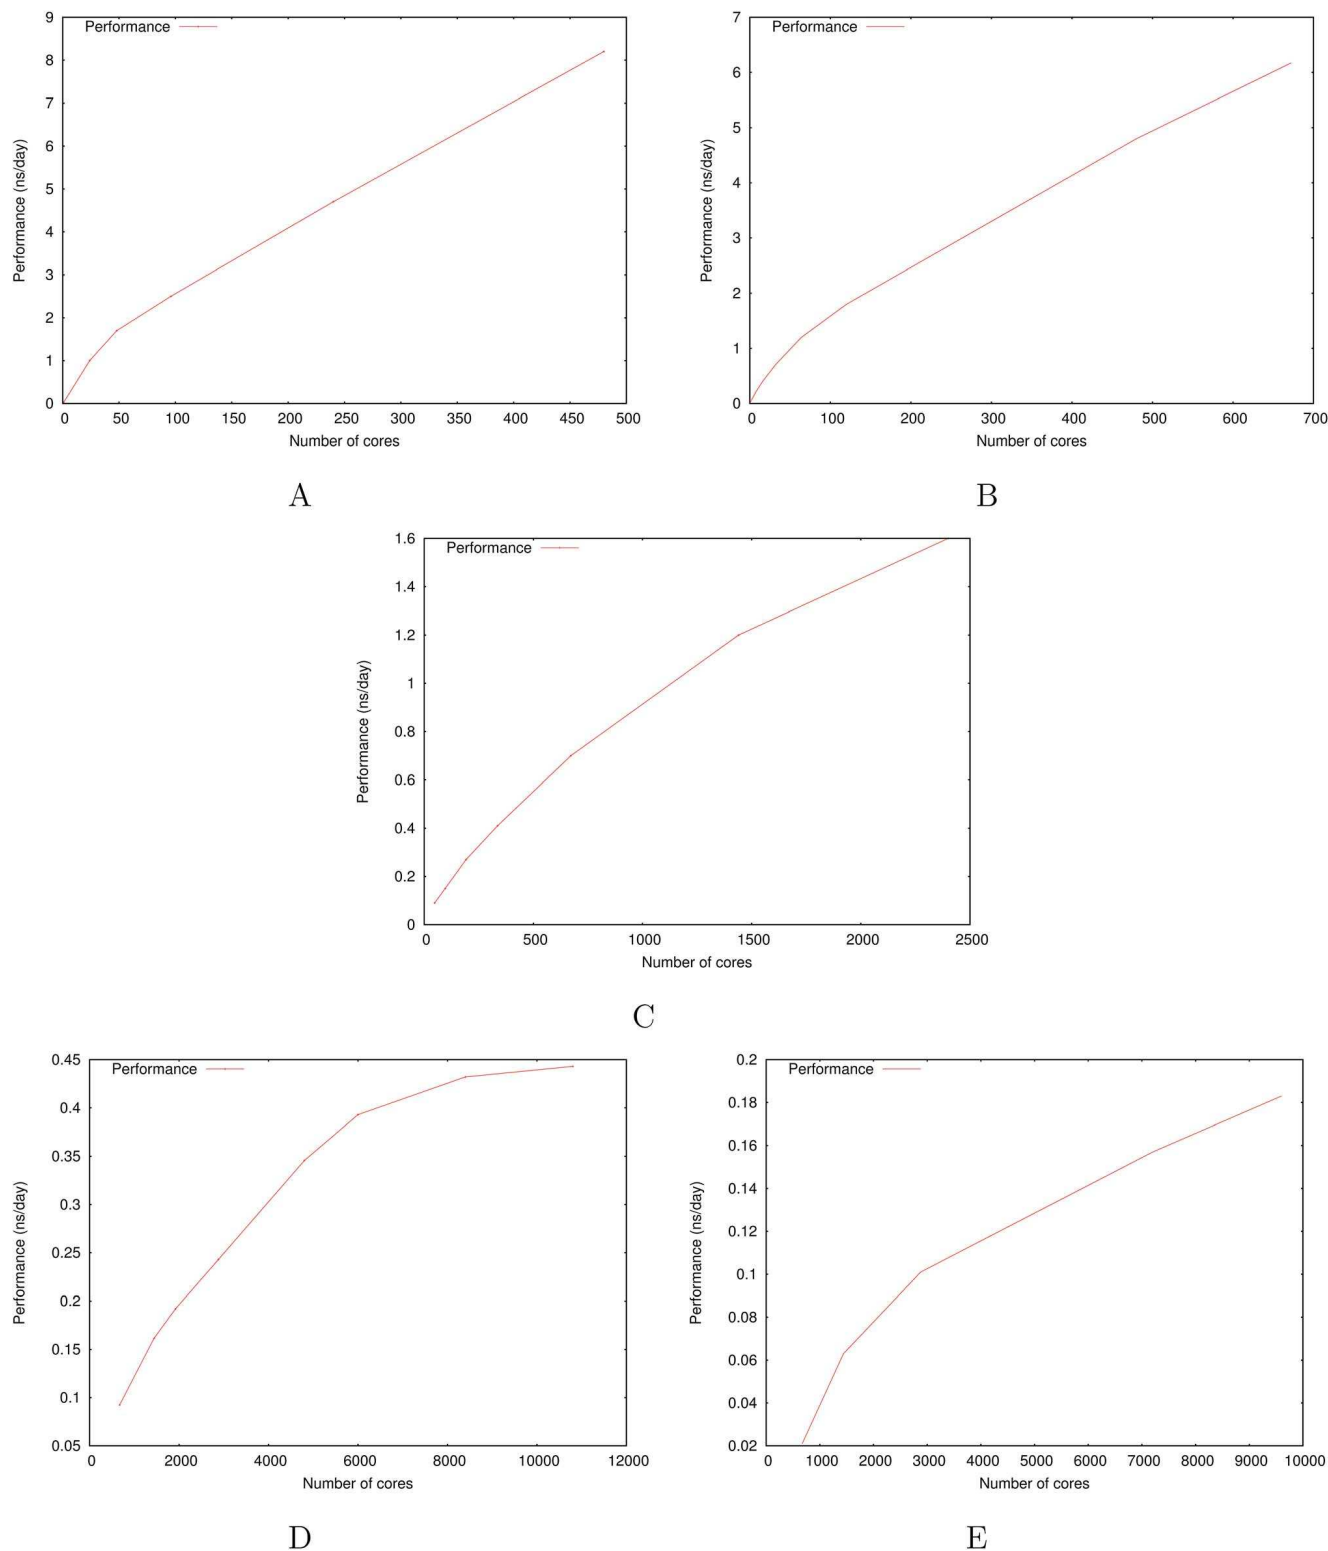 Performance
Performance (ns/day)
9
8
7
6
5
4
3
2
1
0
0 50 100 150 200 250 300 350 400 450 500
Number of cores
A
Performance
Performance (ns/day)
7
6
5
4
3
2
1
0
0 100 200 300 400 500 600 700
Number of cores
B
Performance
Performance (ns/day)
1.6
1.4
1.2
1
0.8
0.6
0.4
0.2
0
0 500 1000 1500 2000 2500
Number of cores
C
Performance
Performance (ns/day)
0.45
0.4
0.35
0.3
0.25
0.2
0.15
0.1
0.05
0 2000 4000 6000 8000 10000 12000
Number of cores
D
Performance
Performance (ns/day)
0.2
0.18
0.16
0.14
0.12
0.1
0.08
0.06
0.04
0.02
0 1000 2000 3000 4000 5000 6000 7000 8000 9000 10000
Number of cores
E